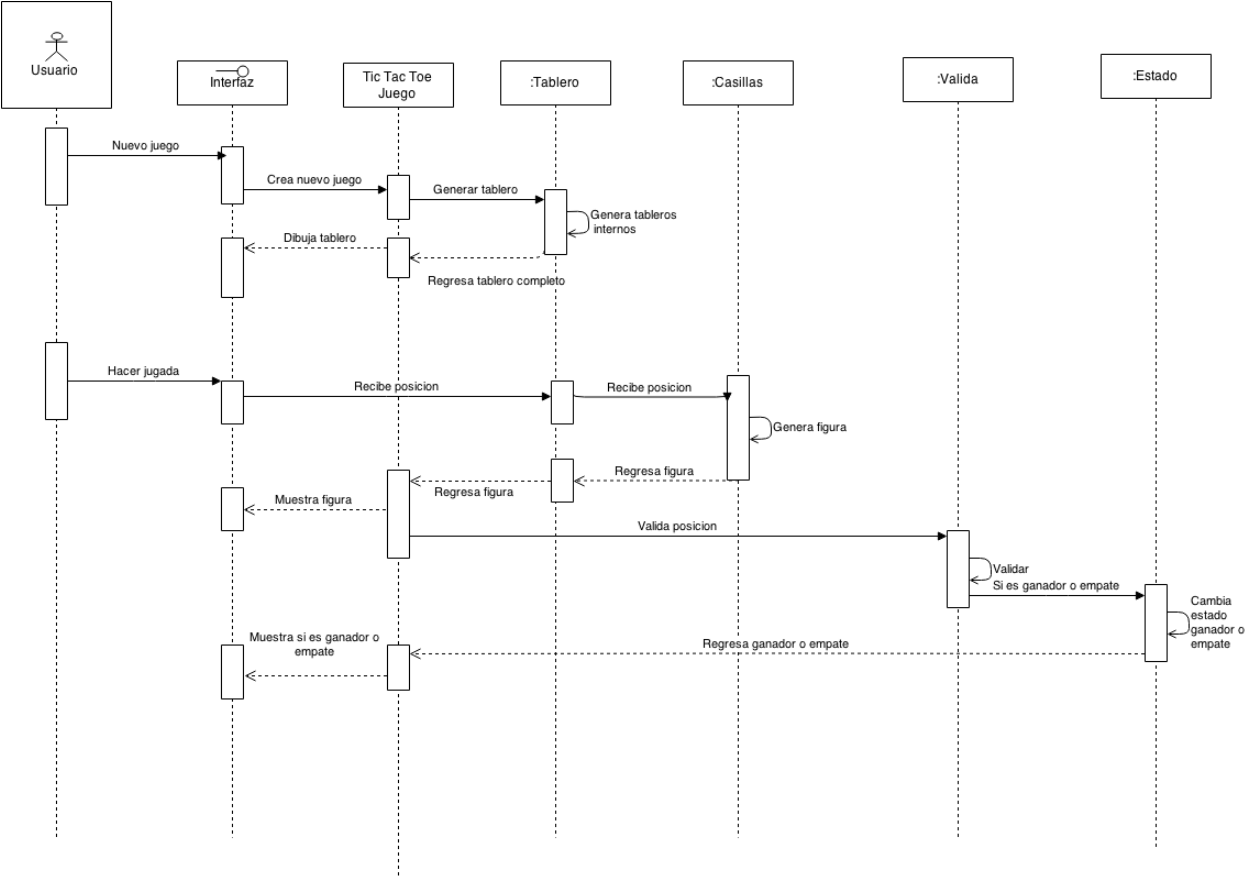 Usuario
Interfaz
Tic Tac Toe
Juego
:Tablero
:Casillas
:Valida
:Estado
Nuevo juego
Crea nuevo juego
Generar tablero
Genera tableros
internos
Dibuja tablero
Regresa tablero completo
Hacer jugada
Recibe posicion
Recibe posicion
Genera figura
Regresa figura
Regresa figura
Muestra figura
Valida posicion
Validar
Si es ganador o empate
Cambia
estado
ganador o
empate
Regresa ganador o empate
Muestra si es ganador o
empate